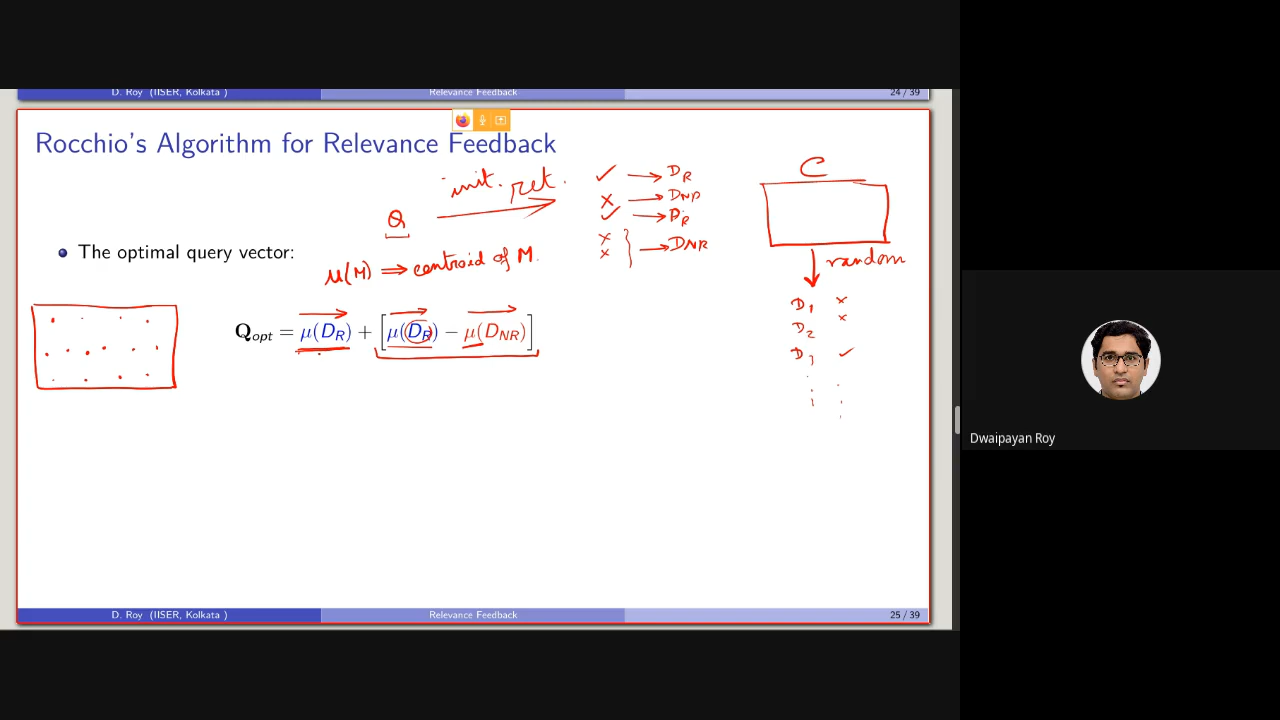 D. Roy (IISER, Kolkata ) Relevance Feedback 24 / 39
Rocchio's Algorithm for Relevance Feedback
init. ret.
Q
✓ → D_R
× → D_NR
✓ → D_R
×
× } → D_NR
C
random
D_1 ×
D_2 ×
D_3 ✓
The optimal query vector:
μ(M) ⇒ centroid of M.
Q_opt = μ(D_R) + [μ(D_R) − μ(D_NR)]
D. Roy (IISER, Kolkata ) Relevance Feedback 25 / 39
Dwaipayan Roy